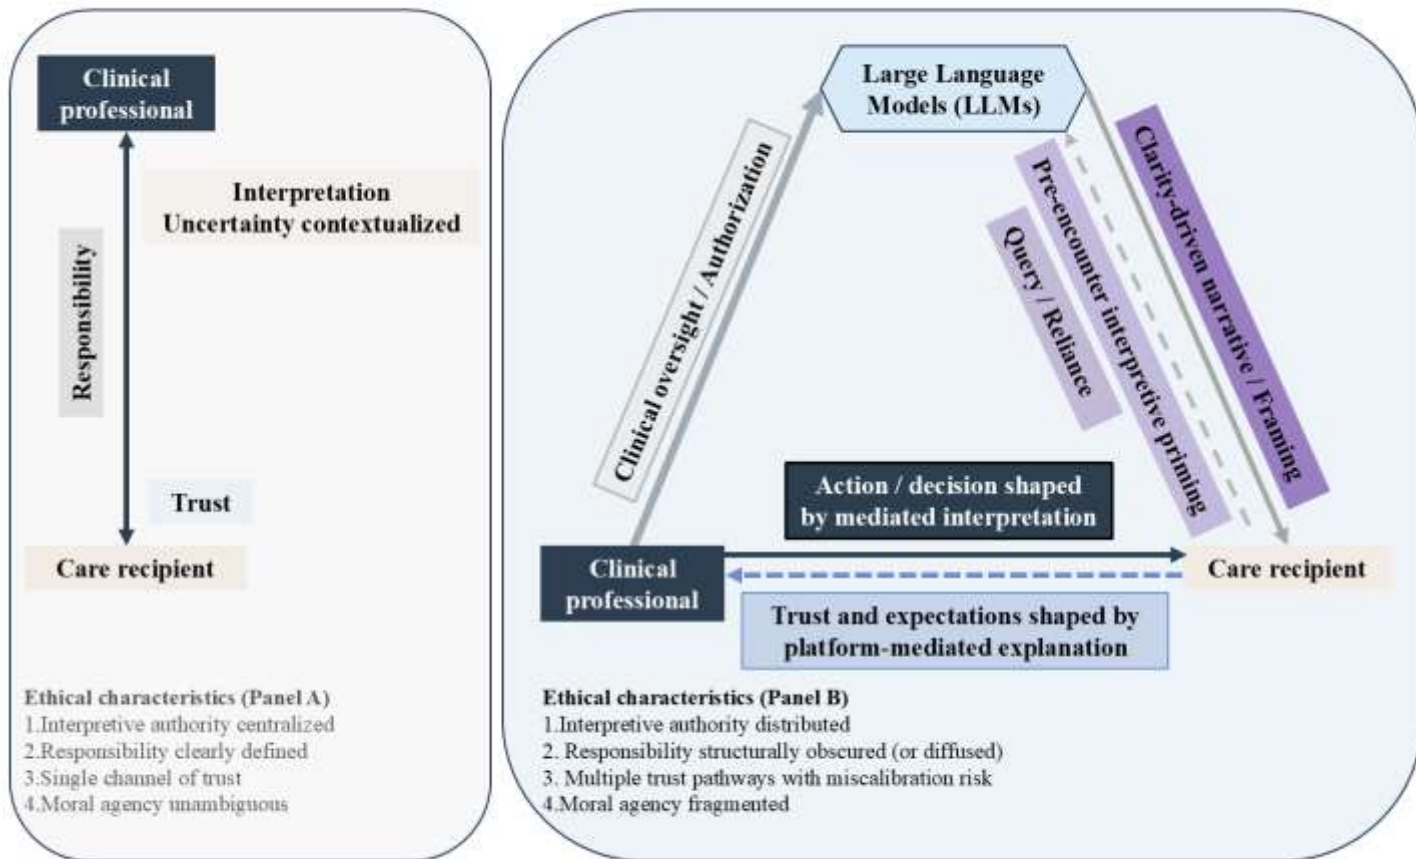 Clinical
professional
Interpretation
Uncertainty contextualized
Responsibility
Trust
Care recipient
Ethical characteristics (Panel A)
1.Interpretive authority centralized
2.Responsibility clearly defined
3.Single channel of trust
4.Moral agency unambiguous
Large Language
Models (LLMs)
Clinical oversight / Authorization
Query / Reliance
Pre-encounter interpretive priming
Clarity-driven narrative / Framing
Action / decision shaped
by mediated interpretation
Clinical
professional
Care recipient
Trust and expectations shaped by
platform-mediated explanation
Ethical characteristics (Panel B)
1.Interpretive authority distributed
2. Responsibility structurally obscured (or diffused)
3. Multiple trust pathways with miscalibration risk
4.Moral agency fragmented